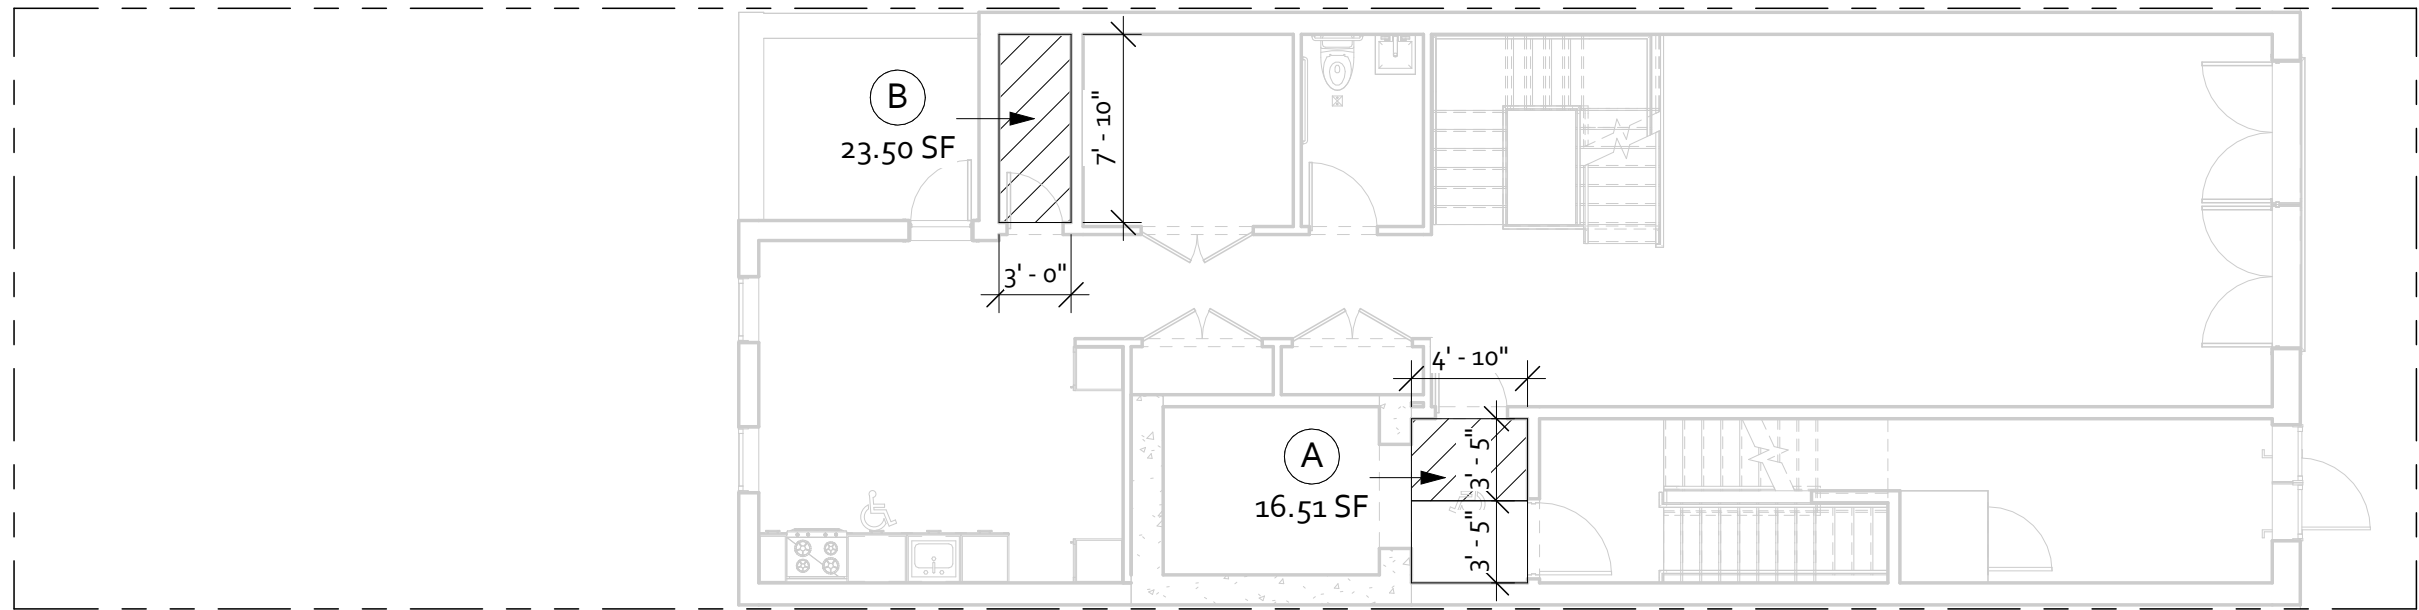 B
23.50 SF
7' - 10"
3' - 0"
4' - 10"
A
16.51 SF
3' - 5"
3' - 5"